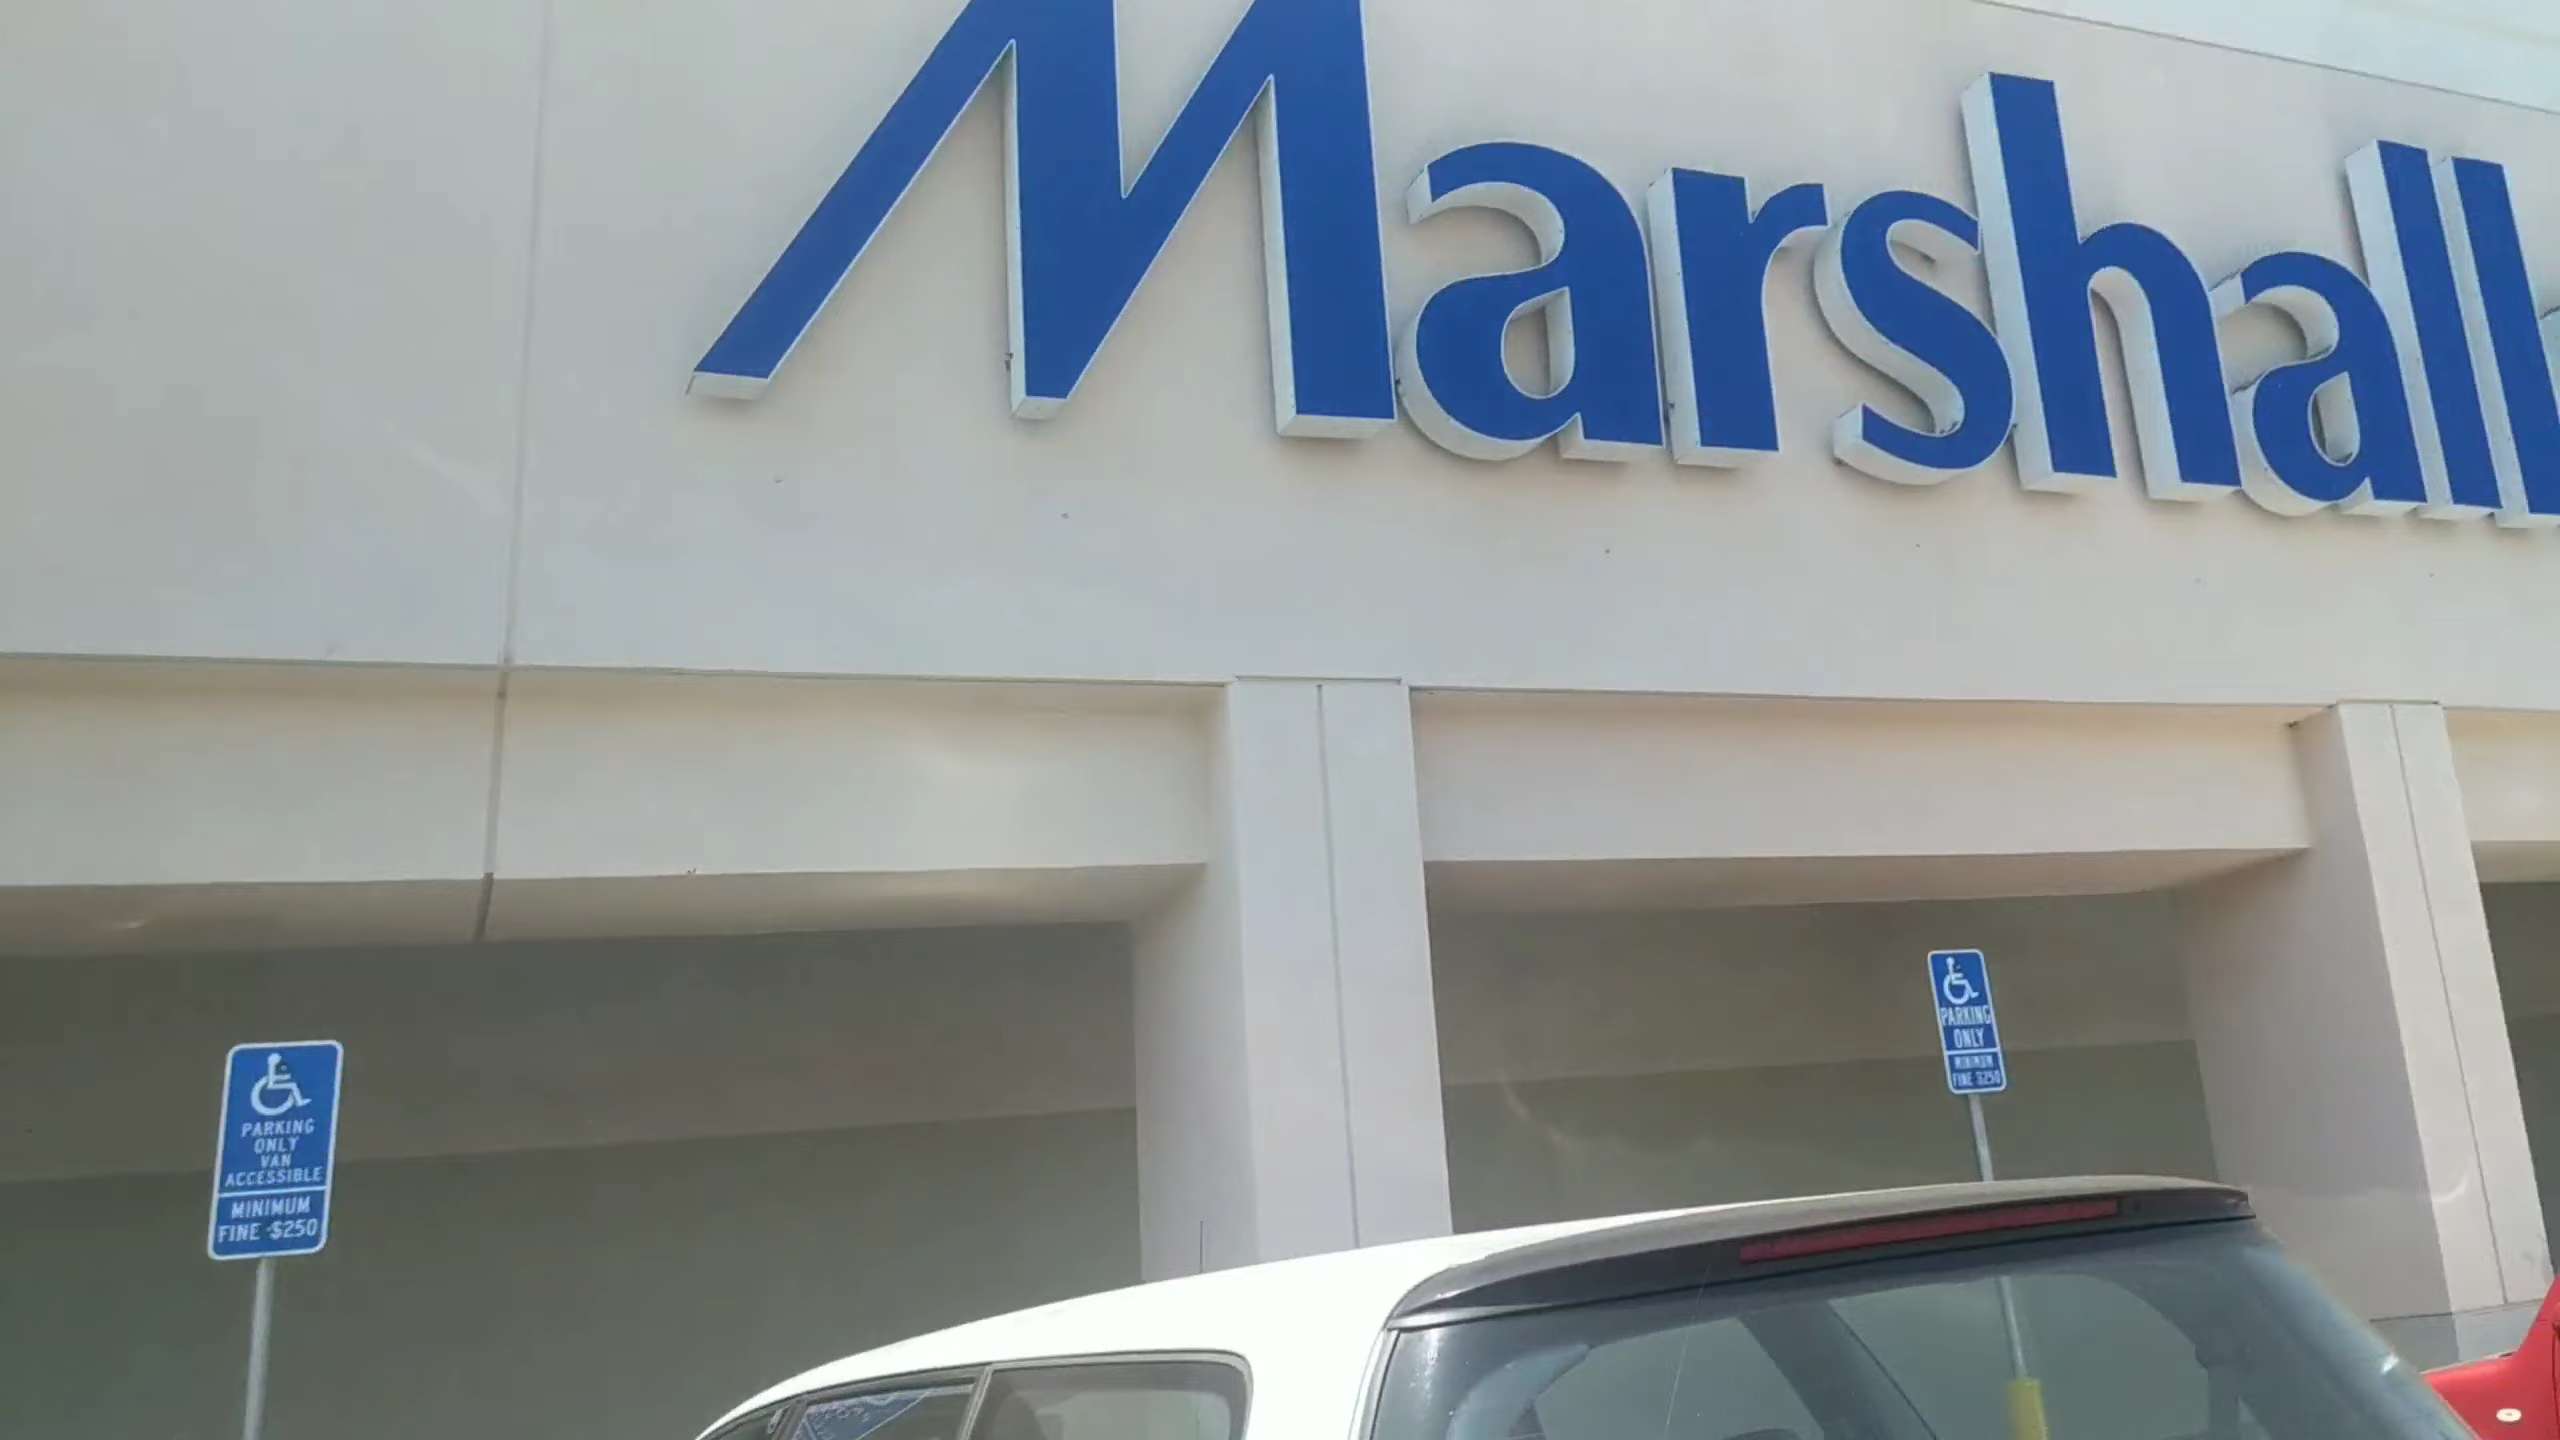 Marshall
PARKING
ONLY
VAN
ACCESSIBLE
MINIMUM
FINE $250
PARKING
ONLY
MINIMUM
FINE $250